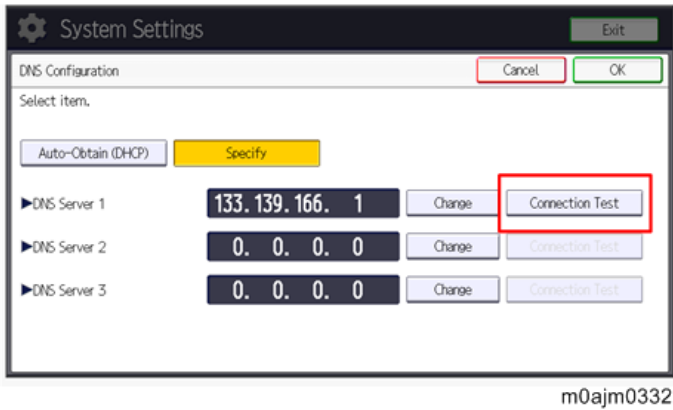 System Settings Exit
DNS Configuration Cancel OK
Select item.
Auto-Obtain (DHCP) Specify
►DNS Server 1 133.139.166. 1 Change Connection Test
►DNS Server 2 0. 0. 0. 0 Change Connection Test
►DNS Server 3 0. 0. 0. 0 Change Connection Test
m0ajm0332